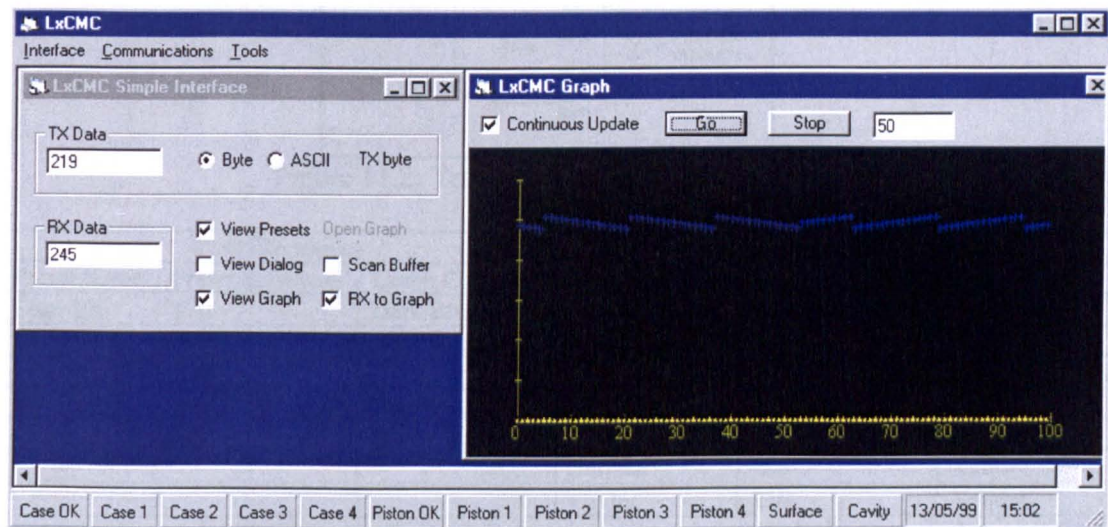 LxCMC
Interface Communications Tools
LxCMC Simple Interface
TX Data
219
Byte ASCII TX byte
RX Data
245
View Presets Open Graph
View Dialog Scan Buffer
View Graph RX to Graph
LxCMC Graph
Continuous Update Go Stop 50
0 10 20 30 40 50 60 70 80 90 100
Case OK Case 1 Case 2 Case 3 Case 4 Piston OK Piston 1 Piston 2 Piston 3 Piston 4 Surface Cavity 13/05/99 15:02